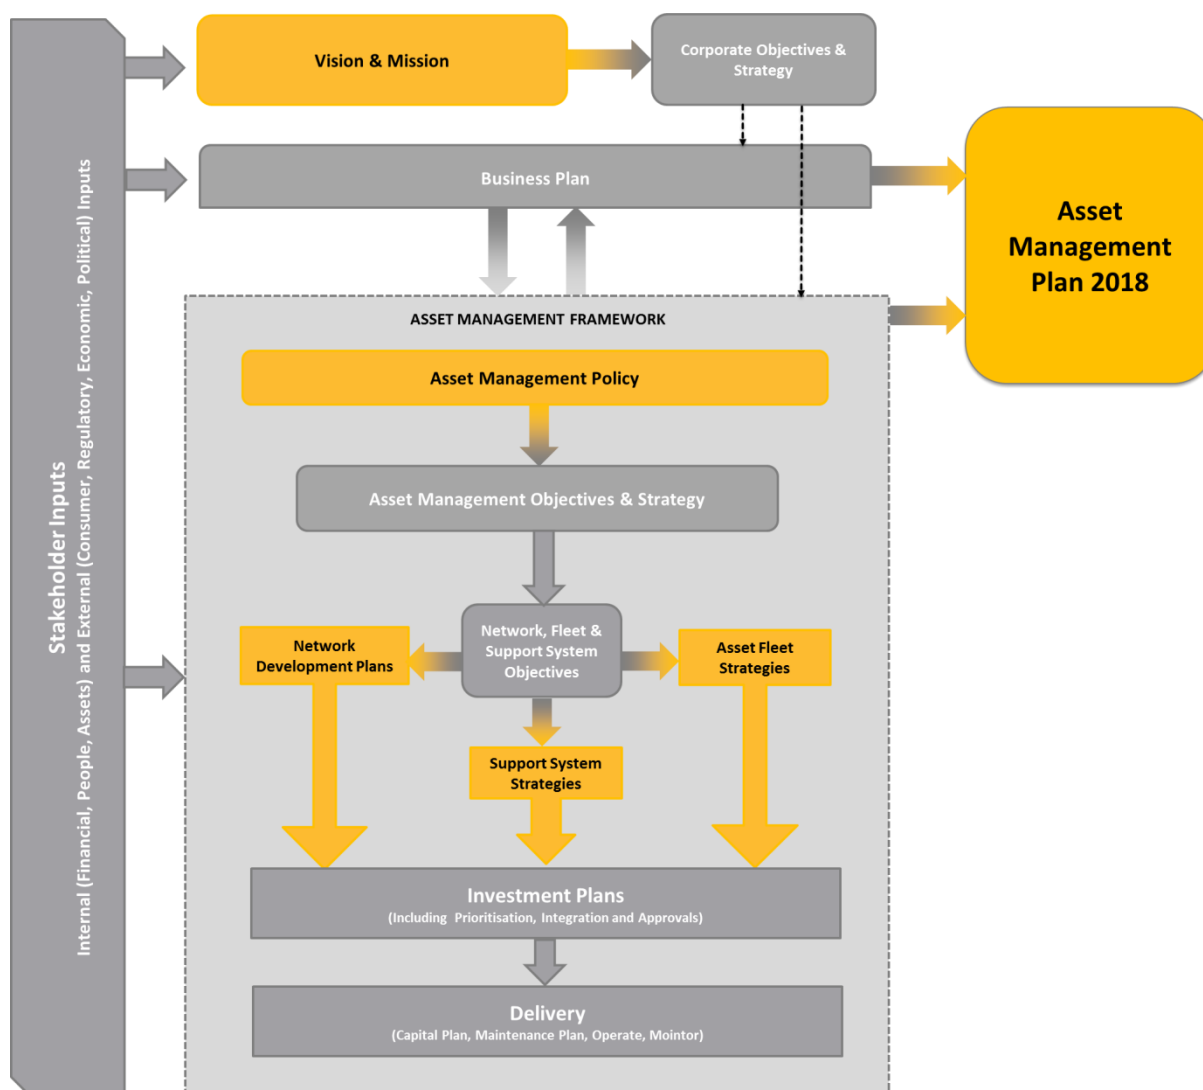 Stakeholder Inputs
Internal (Financial, People, Assets) and External (Consumer, Regulatory, Economic, Political) Inputs
Vision & Mission
Corporate Objectives &
Strategy
Business Plan
Asset
Management
Plan 2018
ASSET MANAGEMENT FRAMEWORK
Asset Management Policy
Asset Management Objectives & Strategy
Network, Fleet &
Support System
Objectives
Network
Development Plans
Asset Fleet
Strategies
Support System
Strategies
Investment Plans
(Including Prioritisation, Integration and Approvals)
Delivery
(Capital Plan, Maintenance Plan, Operate, Mointor)